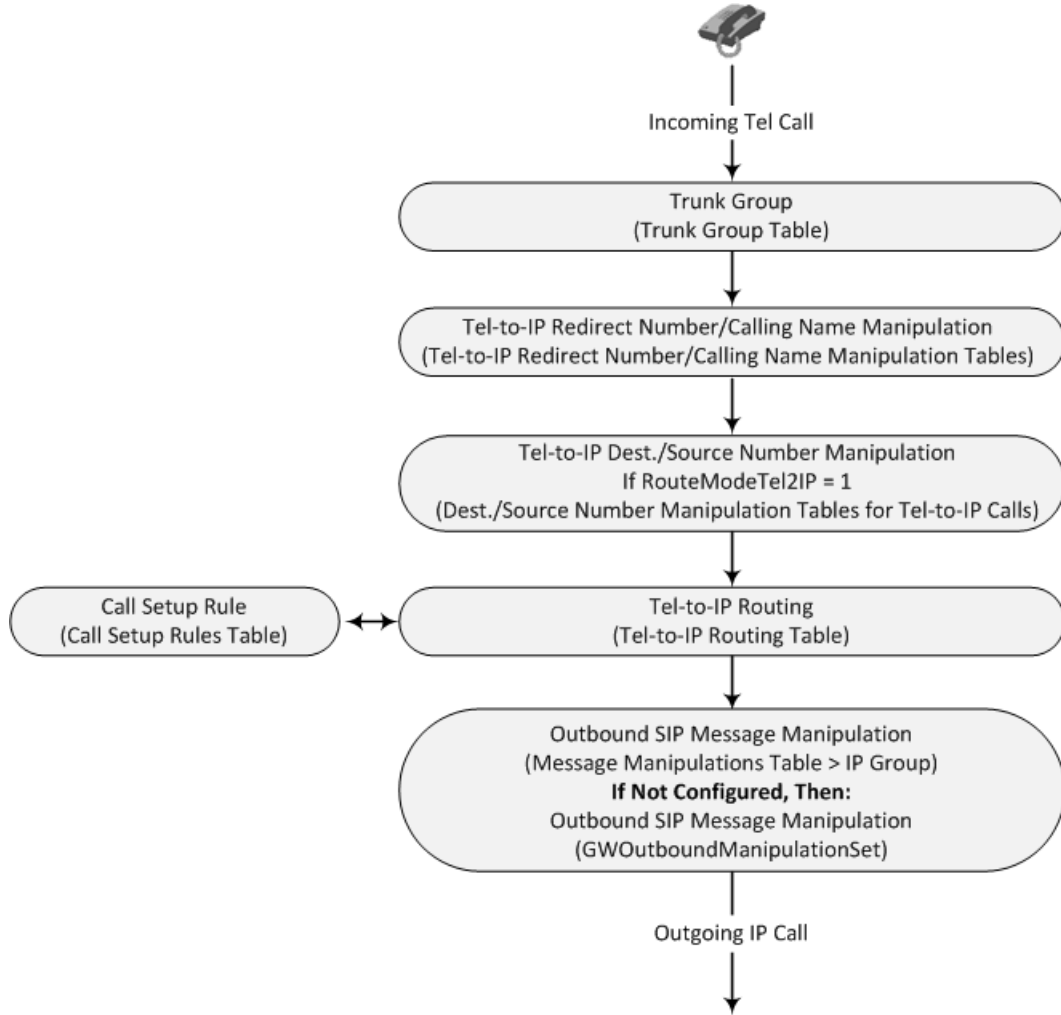 Incoming Tel Call
Trunk Group
(Trunk Group Table)
Tel-to-IP Redirect Number/Calling Name Manipulation
(Tel-to-IP Redirect Number/Calling Name Manipulation Tables)
Tel-to-IP Dest./Source Number Manipulation
If RouteModeTel2IP = 1
(Dest./Source Number Manipulation Tables for Tel-to-IP Calls)
Call Setup Rule
(Call Setup Rules Table)
Tel-to-IP Routing
(Tel-to-IP Routing Table)
Outbound SIP Message Manipulation
(Message Manipulations Table > IP Group)
If Not Configured, Then:
Outbound SIP Message Manipulation
(GWOutboundManipulationSet)
Outgoing IP Call